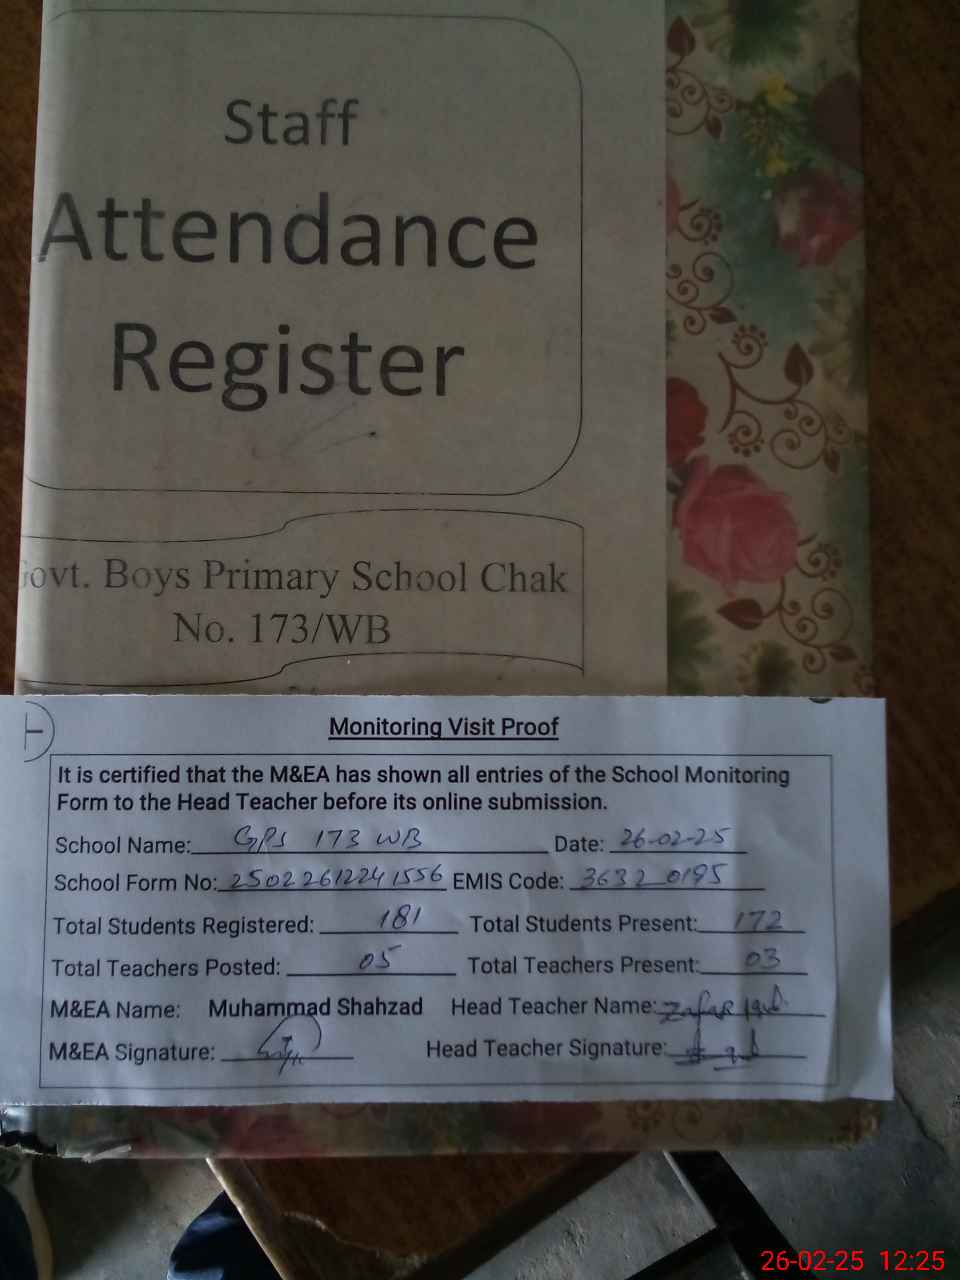 Staff
Attendance
Register
ovt. Boys Primary School Chak
No. 173/WB
Monitoring Visit Proof
It is certified that the M&EA has shown all entries of the School Monitoring
Form to the Head Teacher before its online submission.
School Name: GPS 173 WB Date: 26-02-25
School Form No: 25022612241556 EMIS Code: 36320195
Total Students Registered: 181 Total Students Present: 172
Total Teachers Posted: 05 Total Teachers Present: 03
M&EA Name: Muhammad Shahzad Head Teacher Name: Zafar Iqbal
M&EA Signature: Head Teacher Signature:
26-02-25 12:25